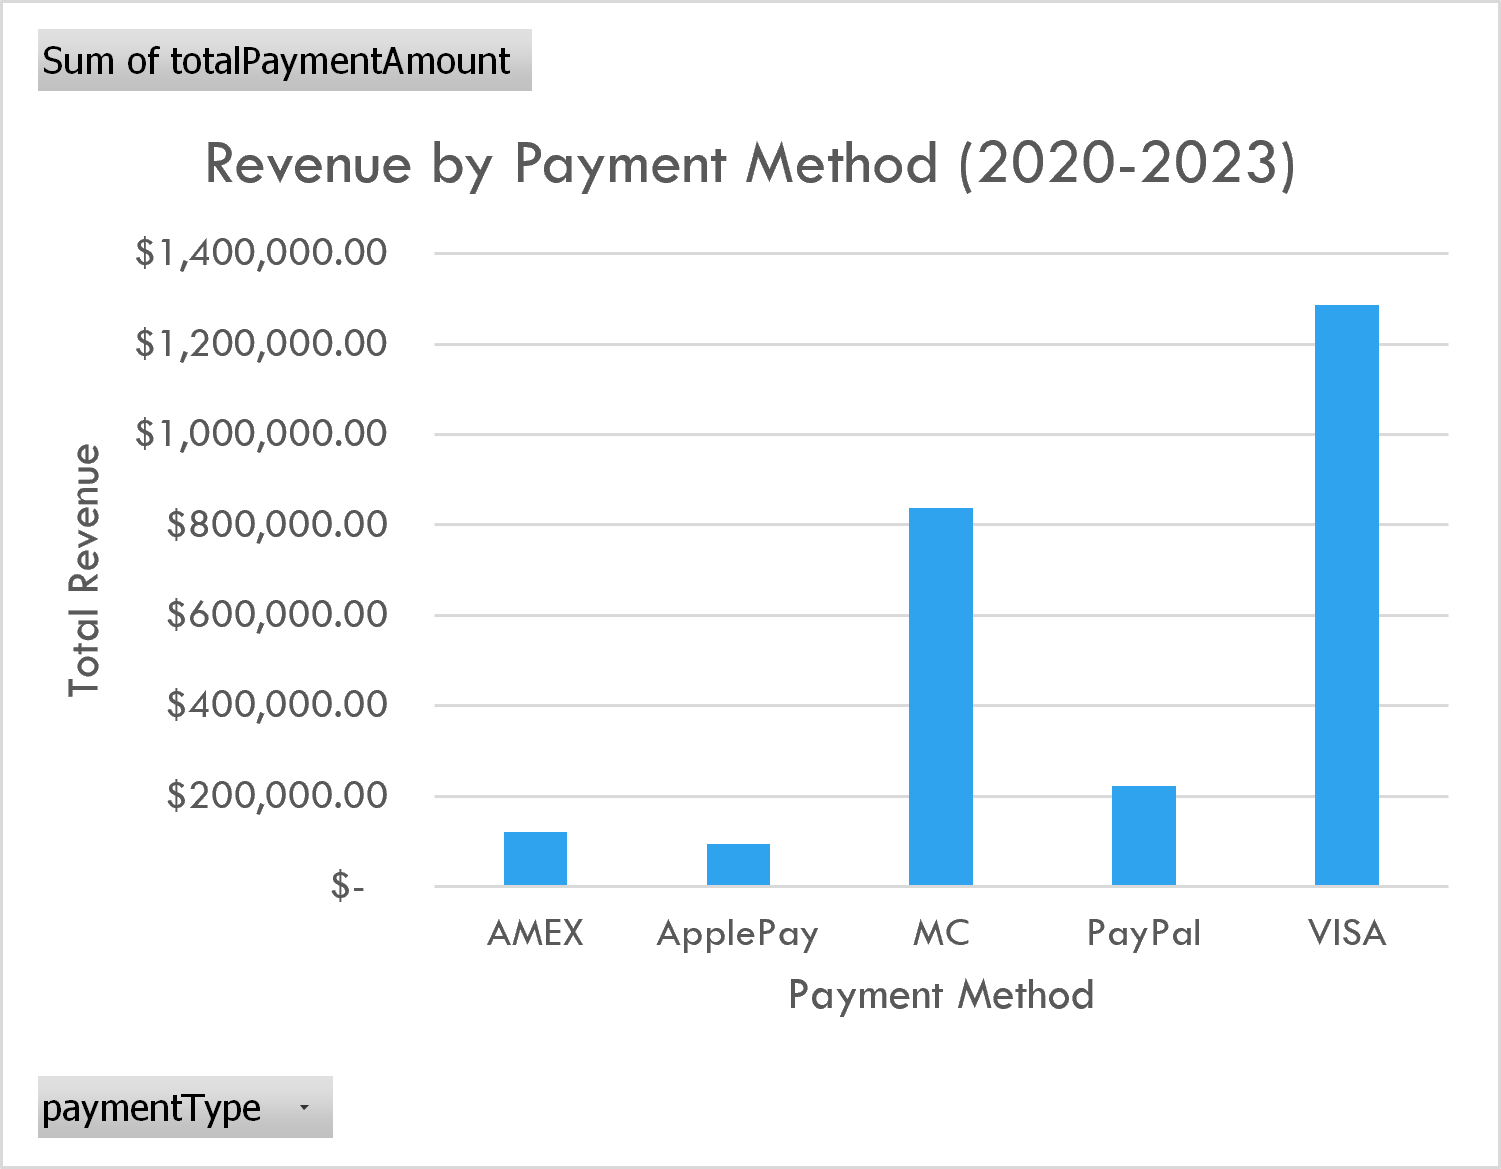 Sum of totalPaymentAmount
Revenue by Payment Method (2020-2023)
$1,400,000.00
$1,200,000.00
$1,000,000.00
$800,000.00
$600,000.00
$400,000.00
$200,000.00
$-
Total Revenue
AMEX ApplePay MC PayPal VISA
Payment Method
paymentType